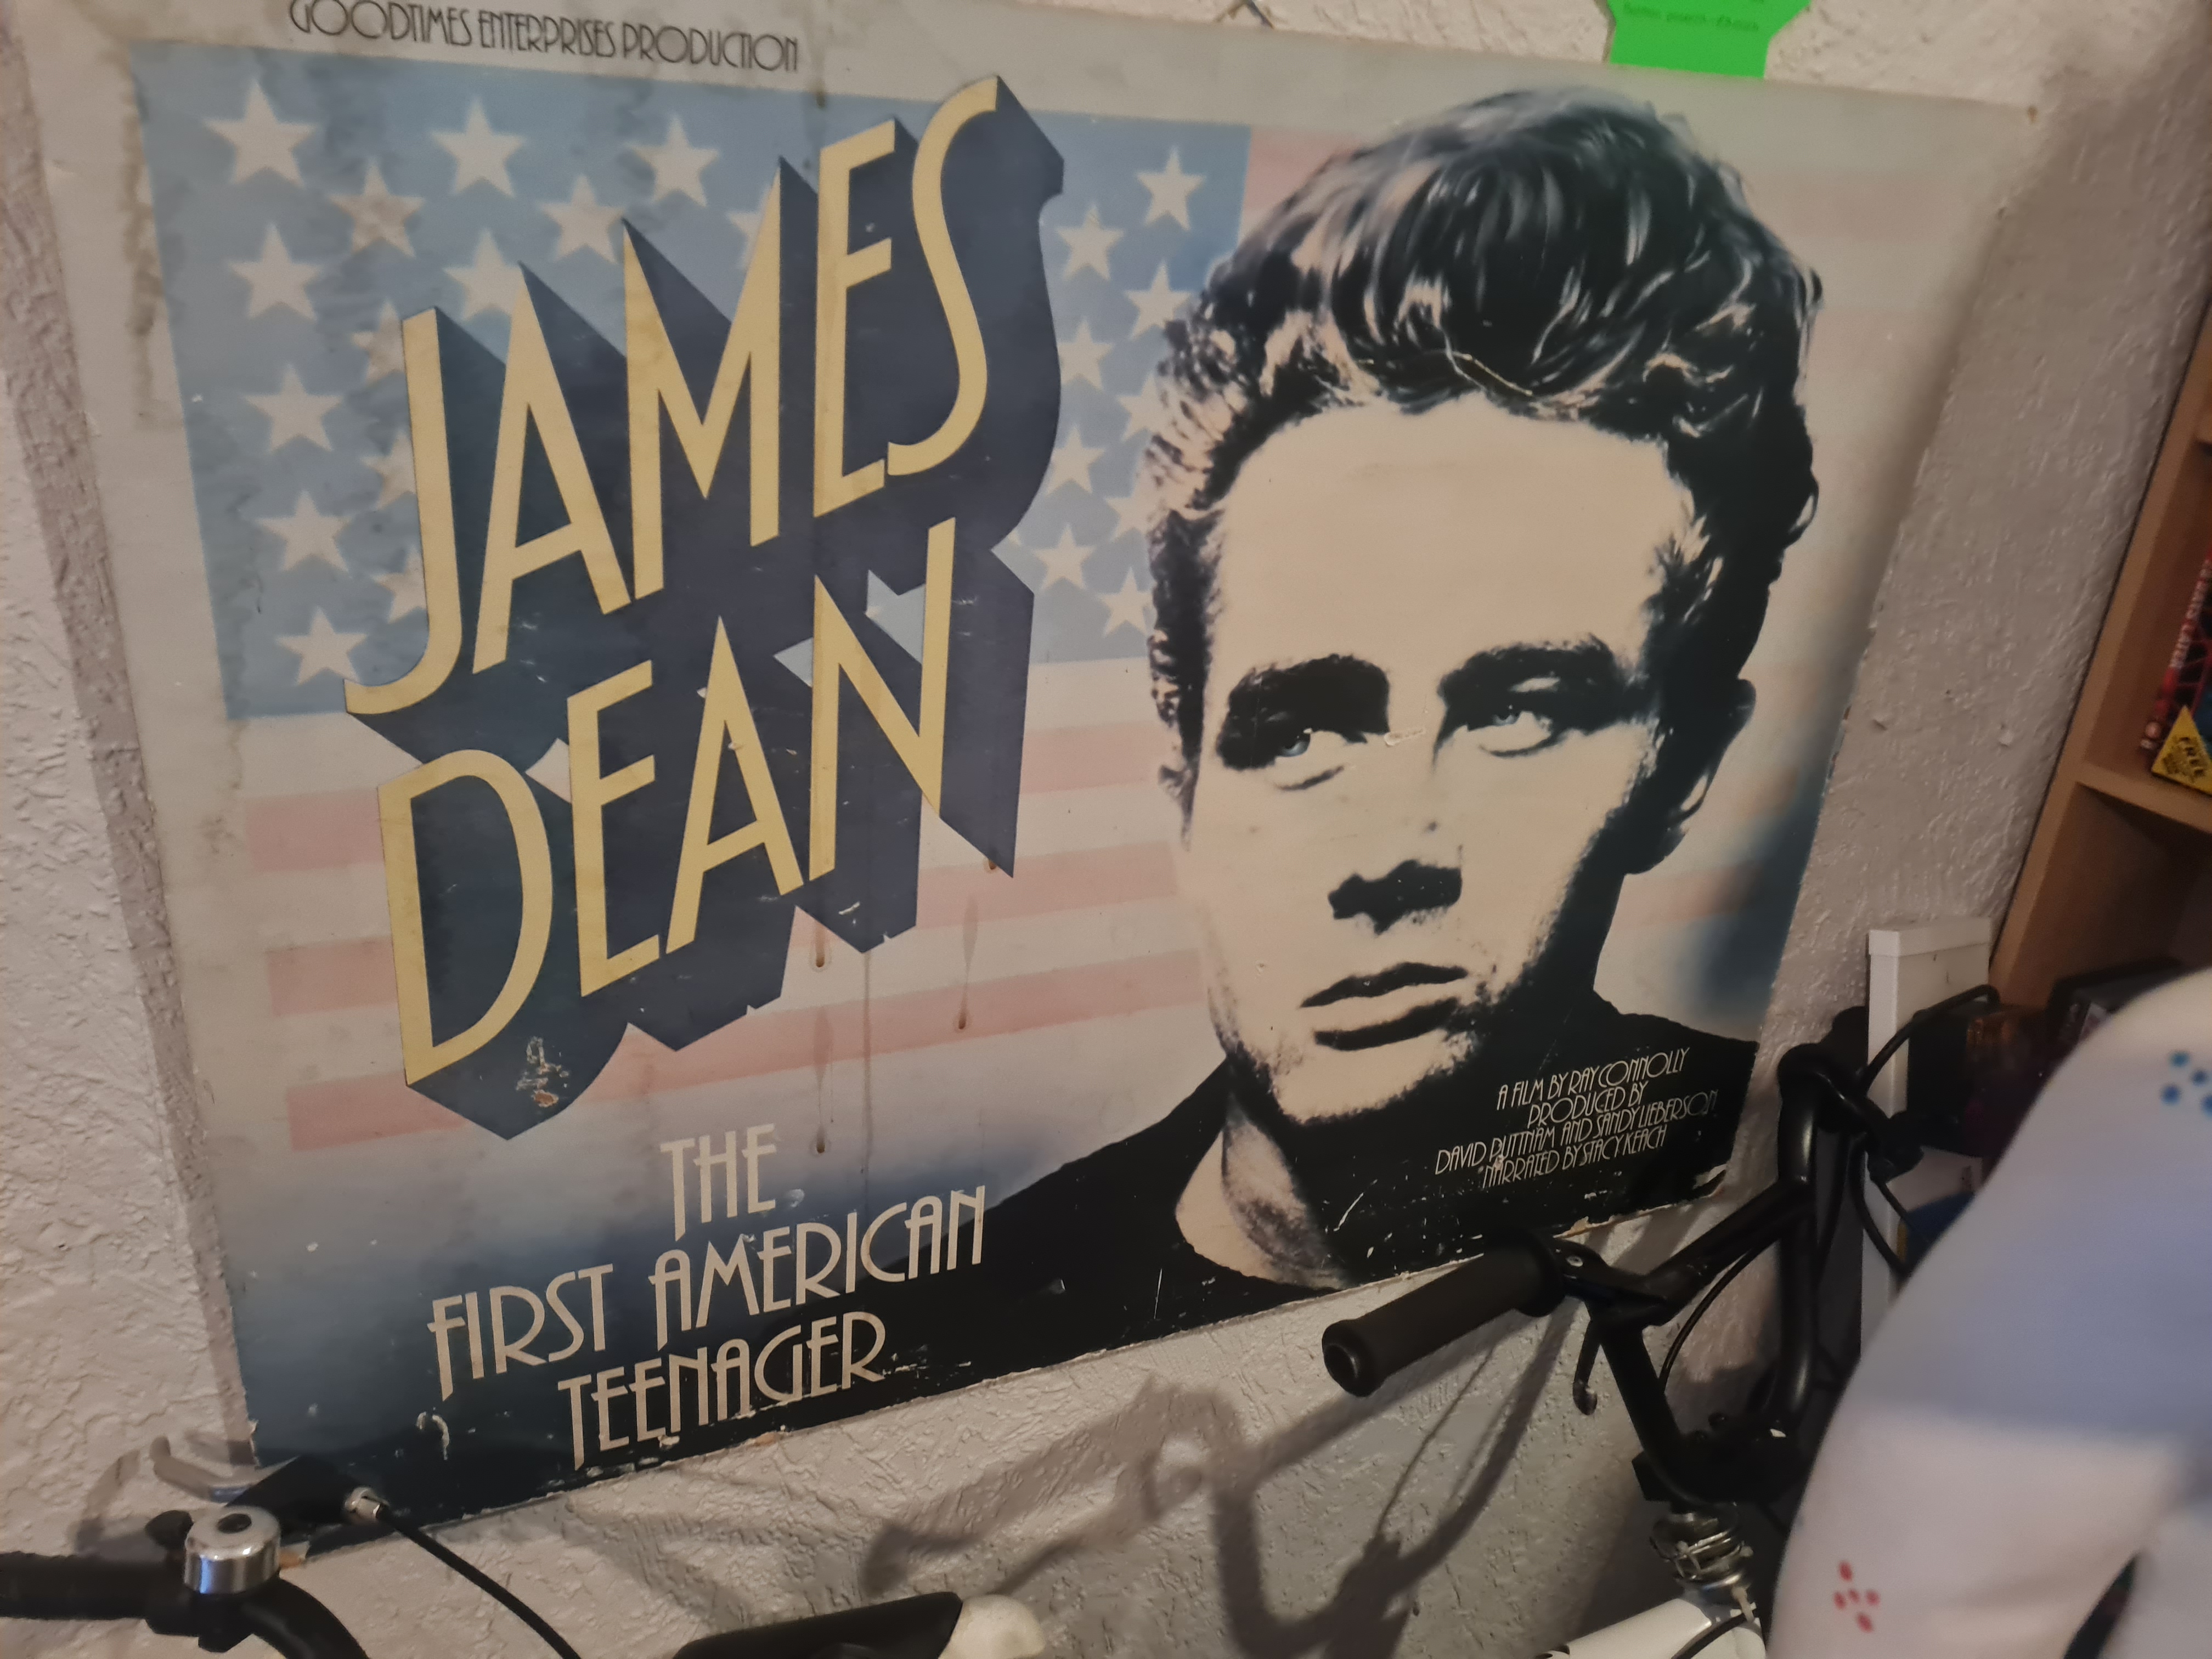 GOODTIMES ENTERPRISES PRODUCTION
JAMES
DEAN
THE
FIRST AMERICAN
TEENAGER
A FILM BY RAY CONNOLLY
PRODUCED BY
DAVID PUTTNAM AND SANDY LIEBERSON
NARRATED BY STACY KEACH
FREE